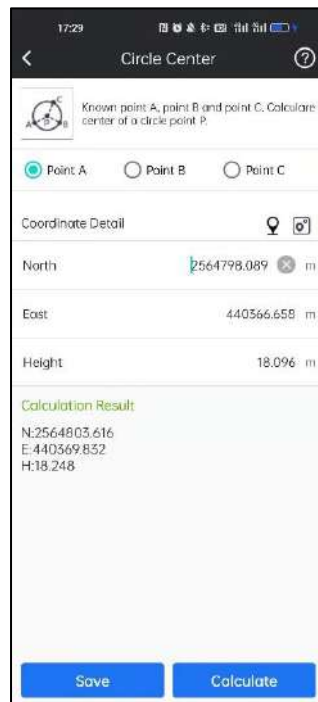 17:29
Circle Center
Known point A, point B and point C. Calculare
center of a circle point P.
A P B C
Point A Point B Point C
Coordinate Detail
North 2564798.089 m
East 440366.658 m
Height 18.096 m
Calculation Result
N:2564803.616
E:440369.832
H:18.248
Save Calculate